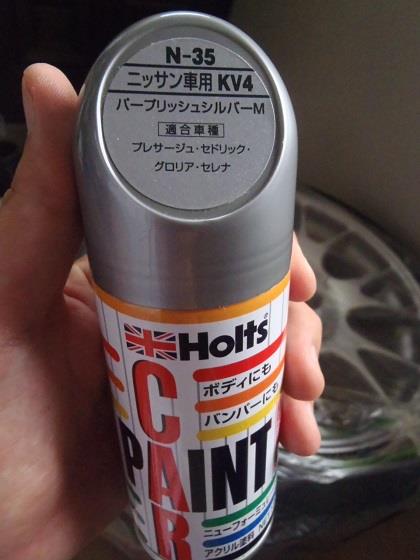 N-35
ニッサン車用 KV4
パープリッシュシルバーM
適合車種
プレサージュ・セドリック・
グロリア・セレナ
Holts
ボディにも
バンパーにも
CAR
PAINT
ニューフォーミュ
アクリル塗料